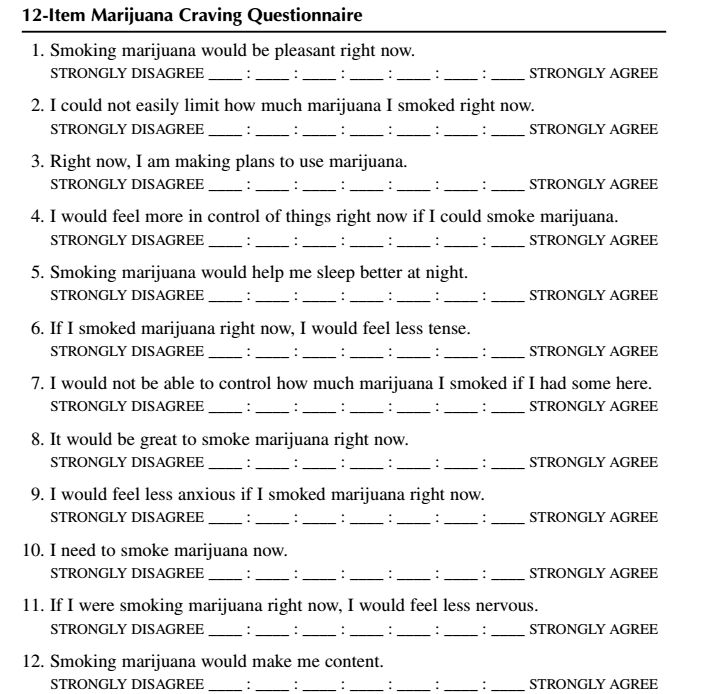 12-Item Marijuana Craving Questionnaire
1. Smoking marijuana would be pleasant right now.
STRONGLY DISAGREE ____ : ____ : ____ : ____ : ____ : ____ : ____ STRONGLY AGREE
2. I could not easily limit how much marijuana I smoked right now.
STRONGLY DISAGREE ____ : ____ : ____ : ____ : ____ : ____ : ____ STRONGLY AGREE
3. Right now, I am making plans to use marijuana.
STRONGLY DISAGREE ____ : ____ : ____ : ____ : ____ : ____ : ____ STRONGLY AGREE
4. I would feel more in control of things right now if I could smoke marijuana.
STRONGLY DISAGREE ____ : ____ : ____ : ____ : ____ : ____ : ____ STRONGLY AGREE
5. Smoking marijuana would help me sleep better at night.
STRONGLY DISAGREE ____ : ____ : ____ : ____ : ____ : ____ : ____ STRONGLY AGREE
6. If I smoked marijuana right now, I would feel less tense.
STRONGLY DISAGREE ____ : ____ : ____ : ____ : ____ : ____ : ____ STRONGLY AGREE
7. I would not be able to control how much marijuana I smoked if I had some here.
STRONGLY DISAGREE ____ : ____ : ____ : ____ : ____ : ____ : ____ STRONGLY AGREE
8. It would be great to smoke marijuana right now.
STRONGLY DISAGREE ____ : ____ : ____ : ____ : ____ : ____ : ____ STRONGLY AGREE
9. I would feel less anxious if I smoked marijuana right now.
STRONGLY DISAGREE ____ : ____ : ____ : ____ : ____ : ____ : ____ STRONGLY AGREE
10. I need to smoke marijuana now.
STRONGLY DISAGREE ____ : ____ : ____ : ____ : ____ : ____ : ____ STRONGLY AGREE
11. If I were smoking marijuana right now, I would feel less nervous.
STRONGLY DISAGREE ____ : ____ : ____ : ____ : ____ : ____ : ____ STRONGLY AGREE
12. Smoking marijuana would make me content.
STRONGLY DISAGREE ____ : ____ : ____ : ____ : ____ : ____ : ____ STRONGLY AGREE